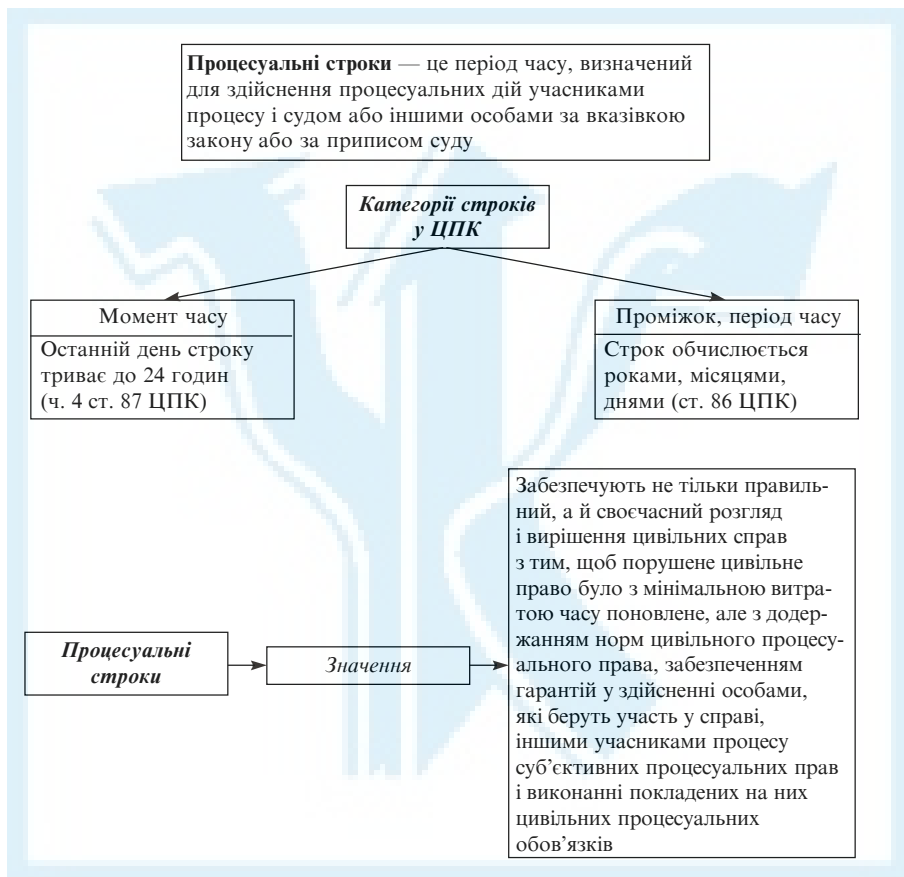 Процесуальні строки — це період часу, визначений
для здійснення процесуальних дій учасниками
процесу і судом або іншими особами за вказівкою
закону або за приписом суду
Категорії строків
у ЦПК
Момент часу
Останній день строку
триває до 24 годин
(ч. 4 ст. 87 ЦПК)
Проміжок, період часу
Строк обчислюється
роками, місяцями,
днями (ст. 86 ЦПК)
Процесуальні
строки
Значення
Забезпечують не тільки правиль-
ний, а й своєчасний розгляд
і вирішення цивільних справ
з тим, щоб порушене цивільне
право було з мінімальною витра-
тою часу поновлене, але з додер-
жанням норм цивільного процесу-
ального права, забезпеченням
гарантій у здійсненні особами,
які беруть участь у справі,
іншими учасниками процесу
суб’єктивних процесуальних прав
і виконанні покладених на них
цивільних процесуальних
обов’язків